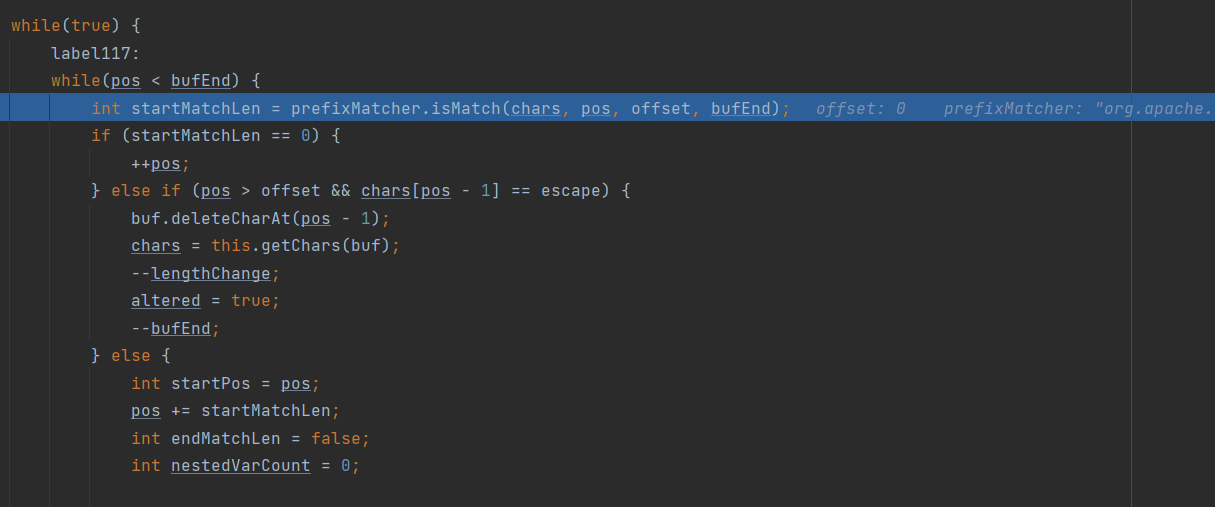 while(true) {
    label117:
    while(pos < bufEnd) {
        int startMatchLen = prefixMatcher.isMatch(chars, pos, offset, bufEnd);   offset: 0    prefixMatcher: "org.apache.
        if (startMatchLen == 0) {
            ++pos;
        } else if (pos > offset && chars[pos - 1] == escape) {
            buf.deleteCharAt(pos - 1);
            chars = this.getChars(buf);
            --lengthChange;
            altered = true;
            --bufEnd;
        } else {
            int startPos = pos;
            pos += startMatchLen;
            int endMatchLen = false;
            int nestedVarCount = 0;